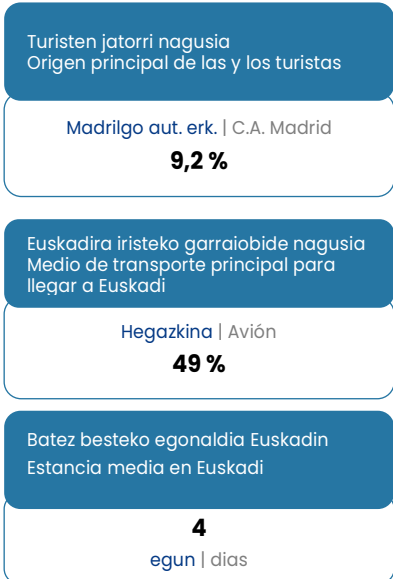 Turisten jatorri nagusia
Origen principal de las y los turistas
Madrilgo aut. erk. | C.A. Madrid
9,2 %
Euskadira iristeko garraiobide nagusia
Medio de transporte principal para
llegar a Euskadi
Hegazkina | Avión
49 %
Batez besteko egonaldia Euskadin
Estancia media en Euskadi
4
egun | dias